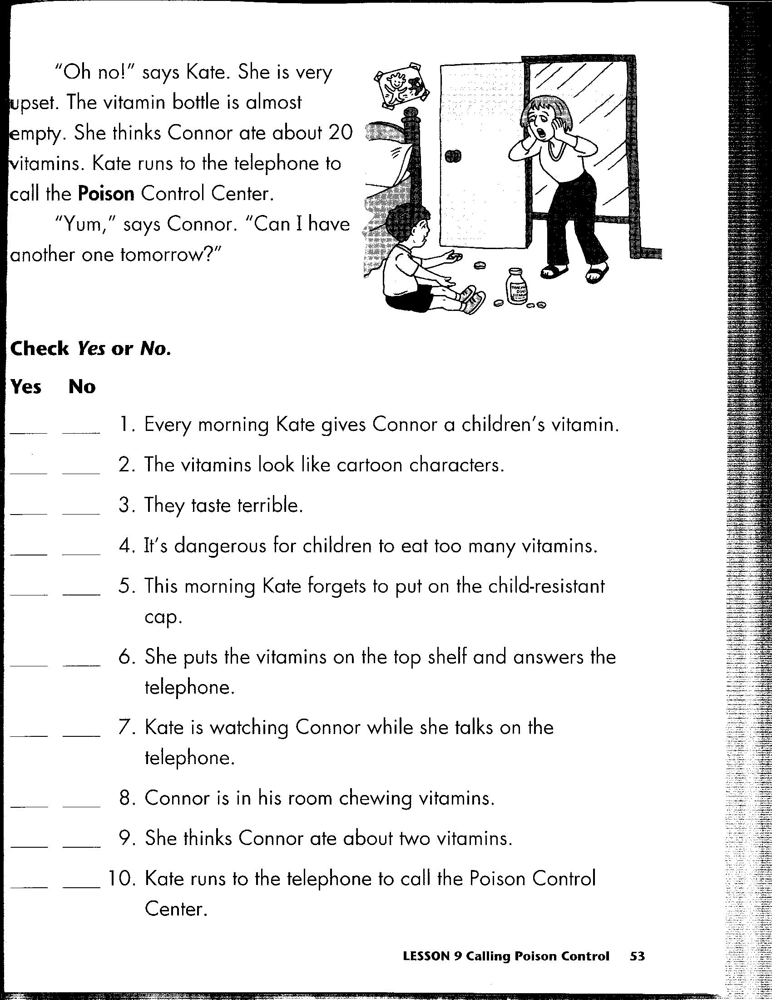 "Oh no!" says Kate. She is very
upset. The vitamin bottle is almost
empty. She thinks Connor ate about 20
vitamins. Kate runs to the telephone to
call the Poison Control Center.
"Yum," says Connor. "Can I have
another one tomorrow?"
DANCING
DOGS
VITAMINS
Check Yes or No.
Yes No
1. Every morning Kate gives Connor a children's vitamin.
2. The vitamins look like cartoon characters.
3. They taste terrible.
4. It's dangerous for children to eat too many vitamins.
5. This morning Kate forgets to put on the child-resistant
cap.
6. She puts the vitamins on the top shelf and answers the
telephone.
7. Kate is watching Connor while she talks on the
telephone.
8. Connor is in his room chewing vitamins.
9. She thinks Connor ate about two vitamins.
10. Kate runs to the telephone to call the Poison Control
Center.
LESSON 9 Calling Poison Control 53